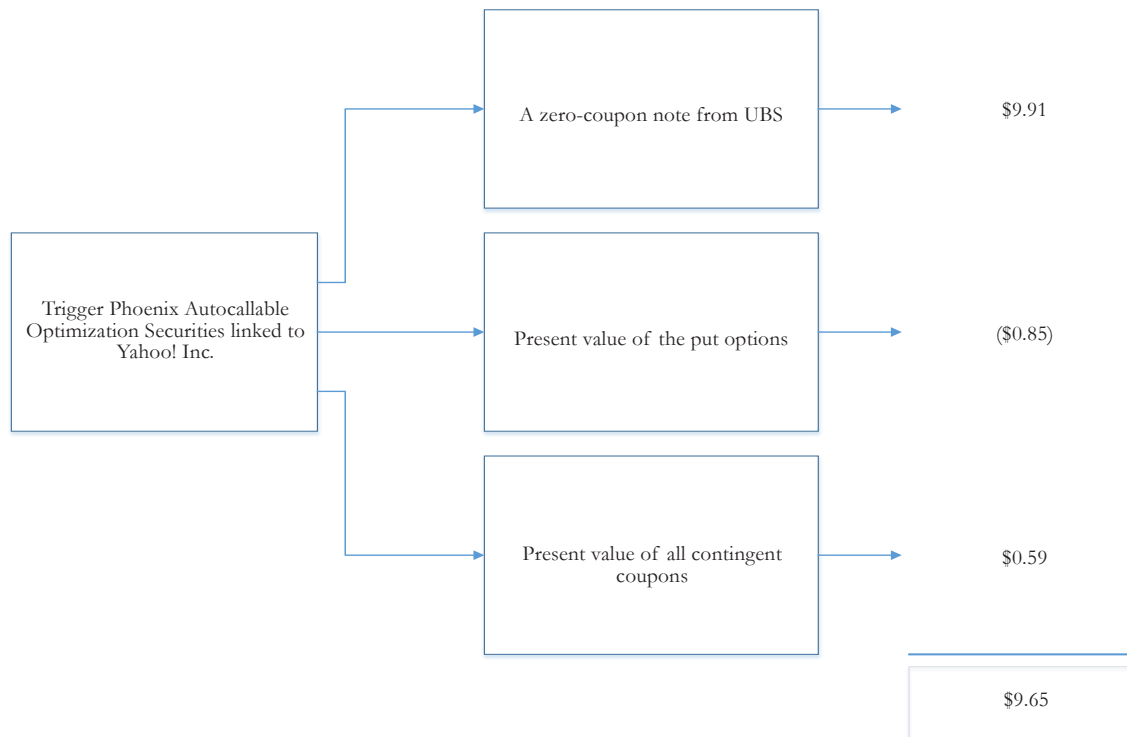 A zero-coupon note from UBS
$9.91
Trigger Phoenix Autocallable
Optimization Securities linked to
Yahoo! Inc.
Present value of the put options
($0.85)
Present value of all contingent
coupons
$0.59
$9.65